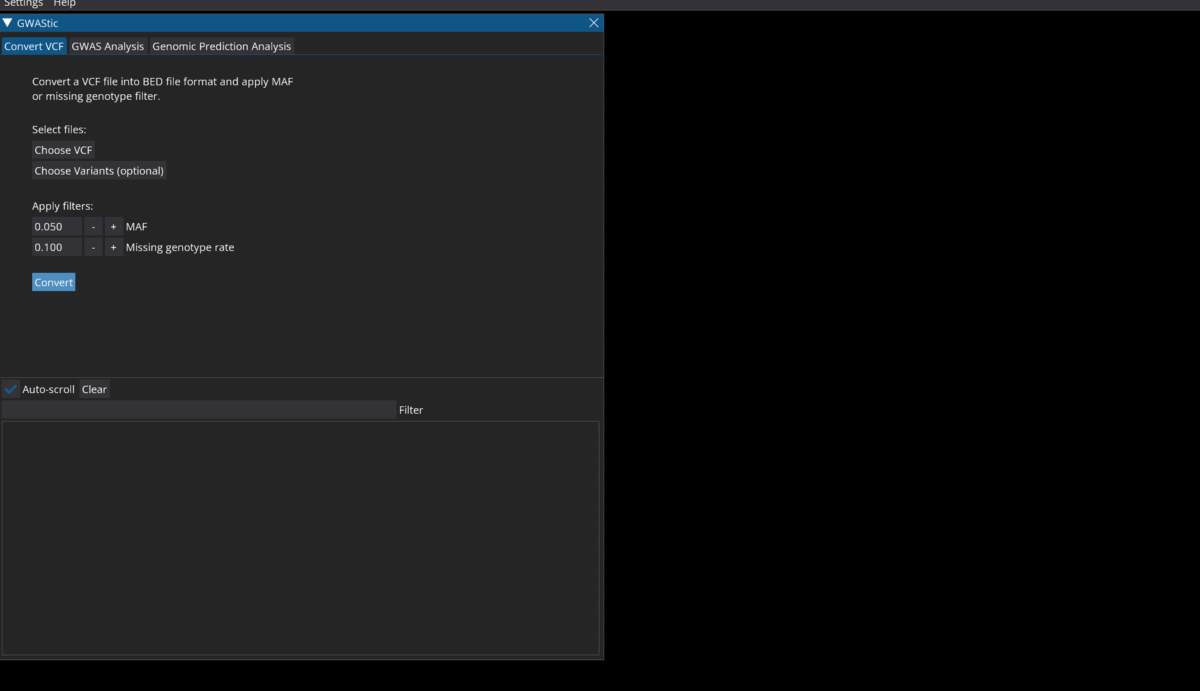 Settings Help
GWAStic
Convert VCF GWAS Analysis Genomic Prediction Analysis
Convert a VCF file into BED file format and apply MAF
or missing genotype filter.
Select files:
Choose VCF
Choose Variants (optional)
Apply filters:
0.050 - + MAF
0.100 - + Missing genotype rate
Convert
Auto-scroll Clear
Filter